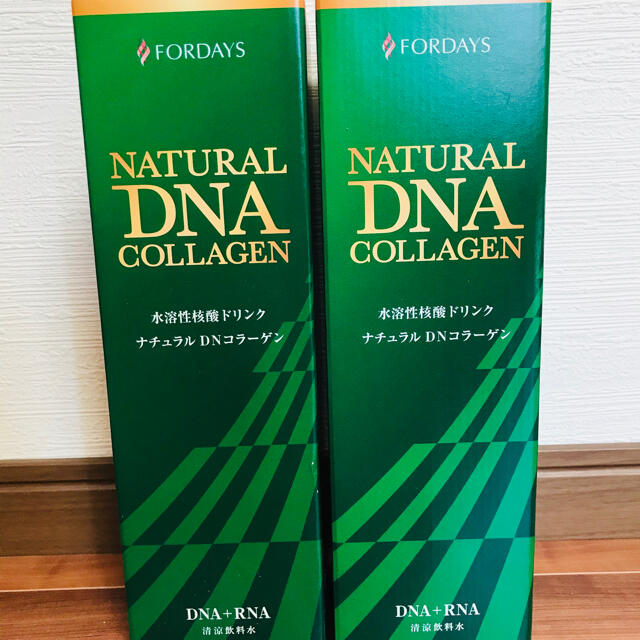 FORDAYS
NATURAL
DNA
COLLAGEN
水溶性核酸ドリンク
ナチュラル DNコラーゲン
DNA+RNA
清涼飲料水
FORDAYS
NATURAL
DNA
COLLAGEN
水溶性核酸ドリンク
ナチュラル DNコラーゲン
DNA+RNA
清涼飲料水